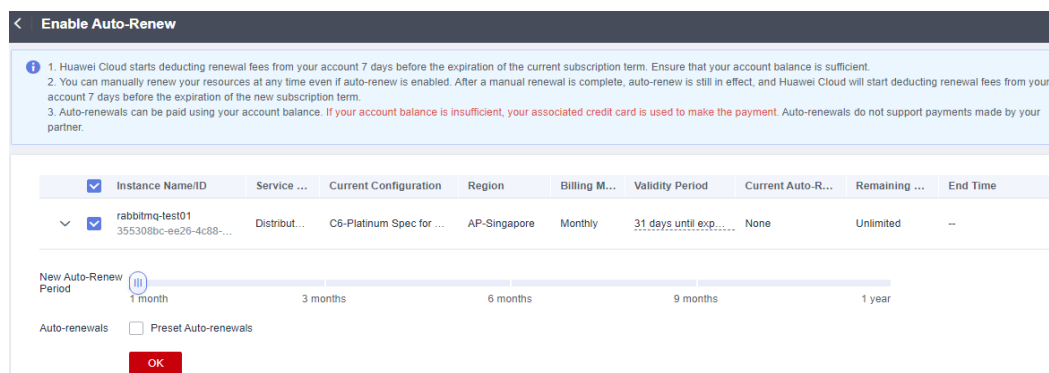 Enable Auto-Renew
1. Huawei Cloud starts deducting renewal fees from your account 7 days before the expiration of the current subscription term. Ensure that your account balance is sufficient.
2. You can manually renew your resources at any time even if auto-renew is enabled. After a manual renewal is complete, auto-renew is still in effect, and Huawei Cloud will start deducting renewal fees from your
account 7 days before the expiration of the new subscription term.
3. Auto-renewals can be paid using your account balance. If your account balance is insufficient, your associated credit card is used to make the payment. Auto-renewals do not support payments made by your
partner.
Instance Name/ID Service ... Current Configuration Region Billing M... Validity Period Current Auto-R... Remaining ... End Time
rabbitmq-test01
355308bc-ee26-4c88-... Distribut... C6-Platinum Spec for ... AP-Singapore Monthly 31 days until exp... None Unlimited --
New Auto-Renew
Period
1 month 3 months 6 months 9 months 1 year
Auto-renewals Preset Auto-renewals
OK